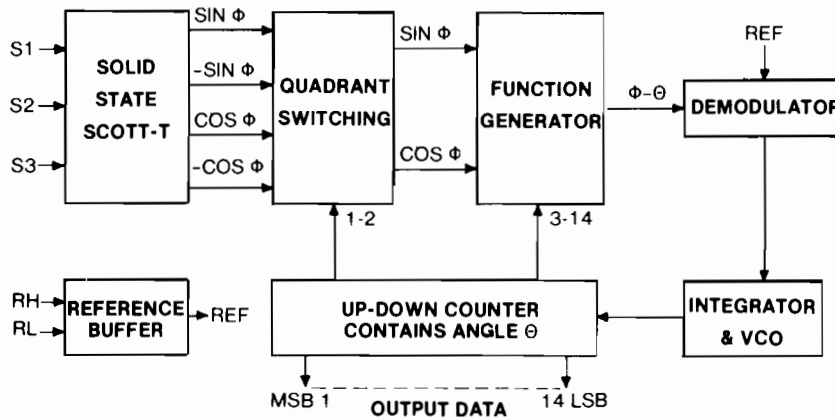 S1
S2
S3
SOLID
STATE
SCOTT-T
SIN Φ
–SIN Φ
COS Φ
–COS Φ
QUADRANT
SWITCHING
SIN Φ
COS Φ
FUNCTION
GENERATOR
Φ–Θ
REF
DEMODULATOR
1-2
3-14
RH
RL
REFERENCE
BUFFER
REF
UP-DOWN COUNTER
CONTAINS ANGLE Θ
INTEGRATOR
& VCO
MSB 1
14 LSB
OUTPUT DATA